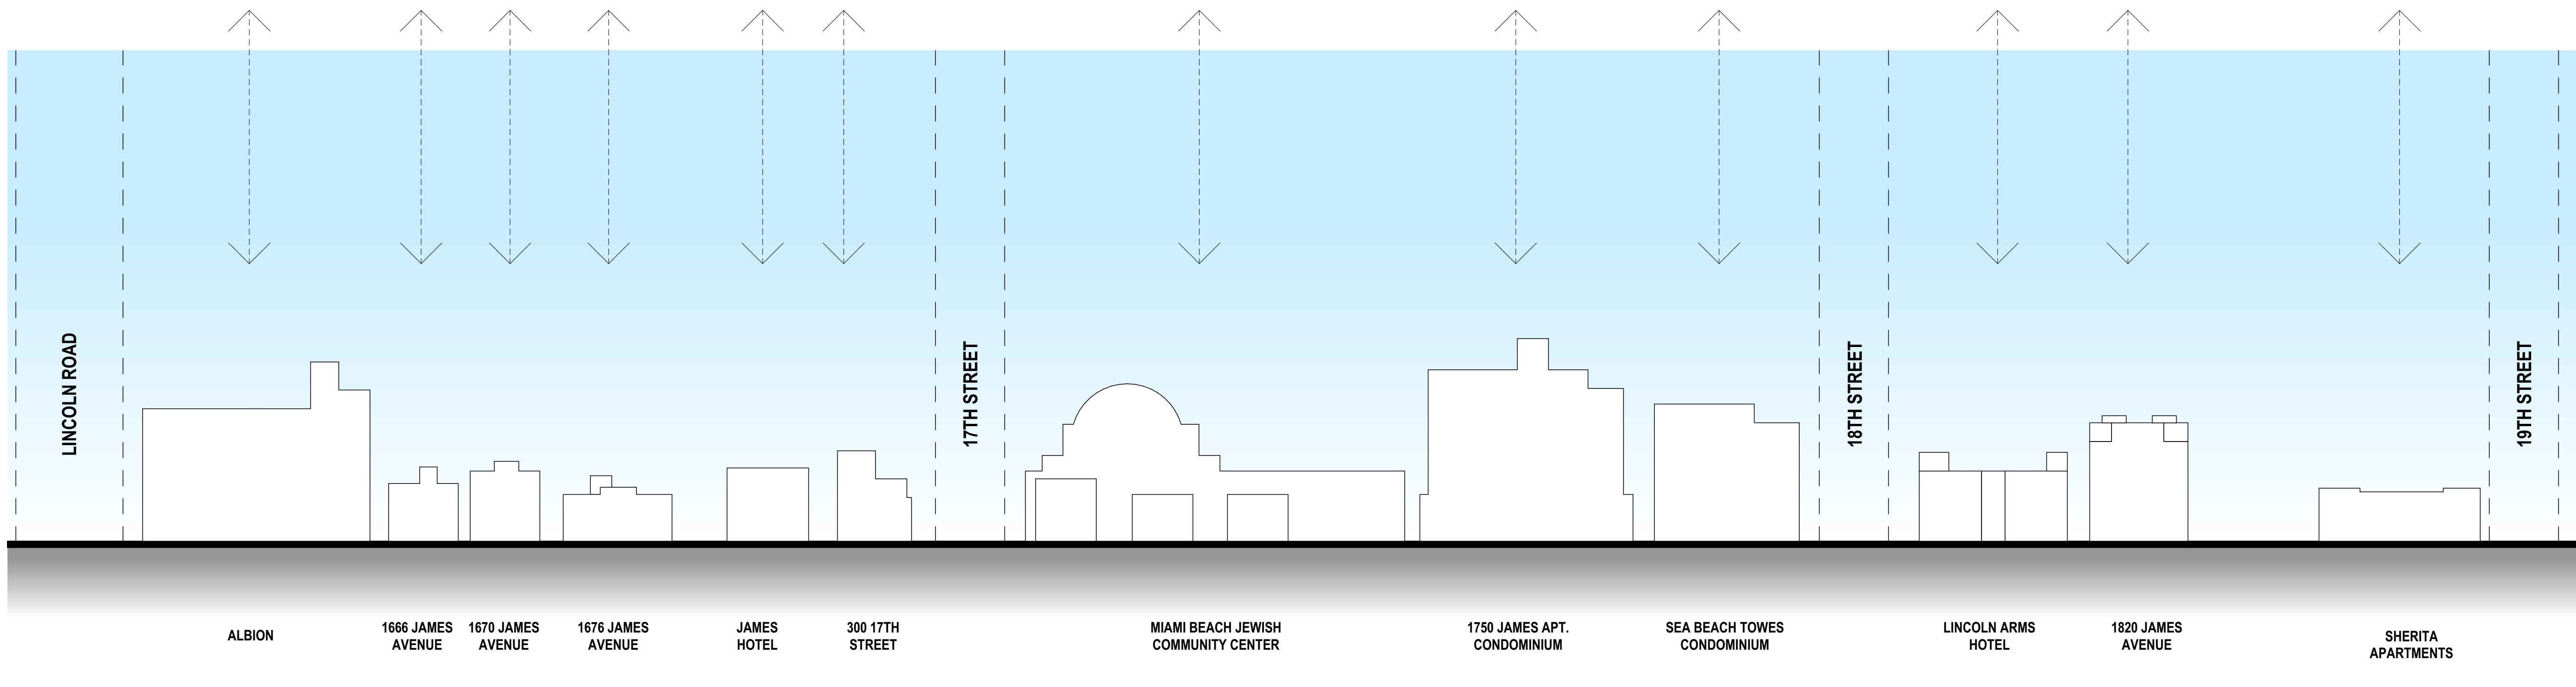 LINCOLN ROAD
17TH STREET
18TH STREET
19TH STREET
ALBION
1666 JAMES
AVENUE
1670 JAMES
AVENUE
1676 JAMES
AVENUE
JAMES
HOTEL
300 17TH
STREET
MIAMI BEACH JEWISH
COMMUNITY CENTER
1750 JAMES APT.
CONDOMINIUM
SEA BEACH TOWES
CONDOMINIUM
LINCOLN ARMS
HOTEL
1820 JAMES
AVENUE
SHERITA
APARTMENTS